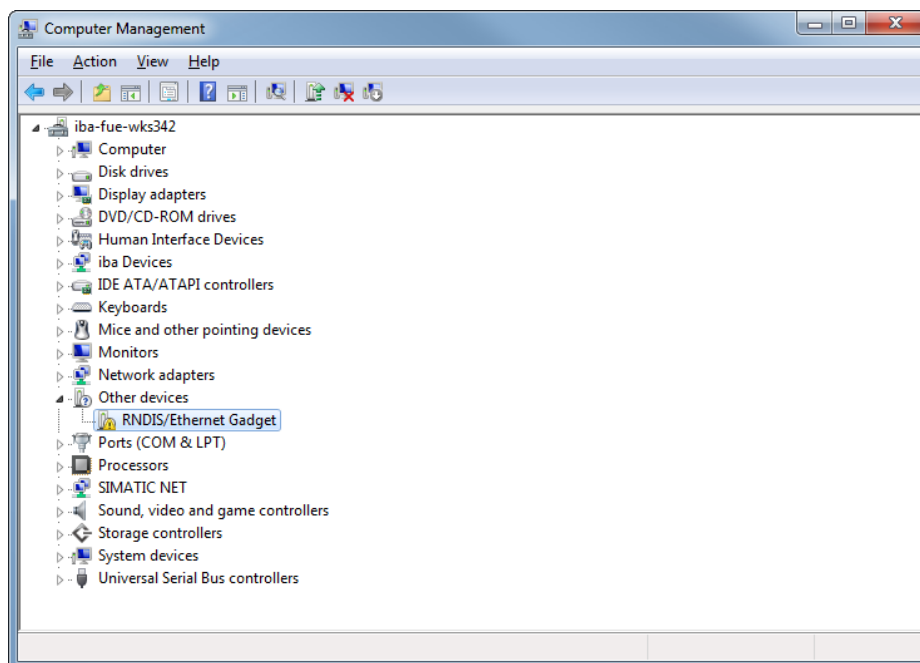 Computer Management
File Action View Help
iba-fue-wks342
Computer
Disk drives
Display adapters
DVD/CD-ROM drives
Human Interface Devices
iba Devices
IDE ATA/ATAPI controllers
Keyboards
Mice and other pointing devices
Monitors
Network adapters
Other devices
RNDIS/Ethernet Gadget
Ports (COM & LPT)
Processors
SIMATIC NET
Sound, video and game controllers
Storage controllers
System devices
Universal Serial Bus controllers